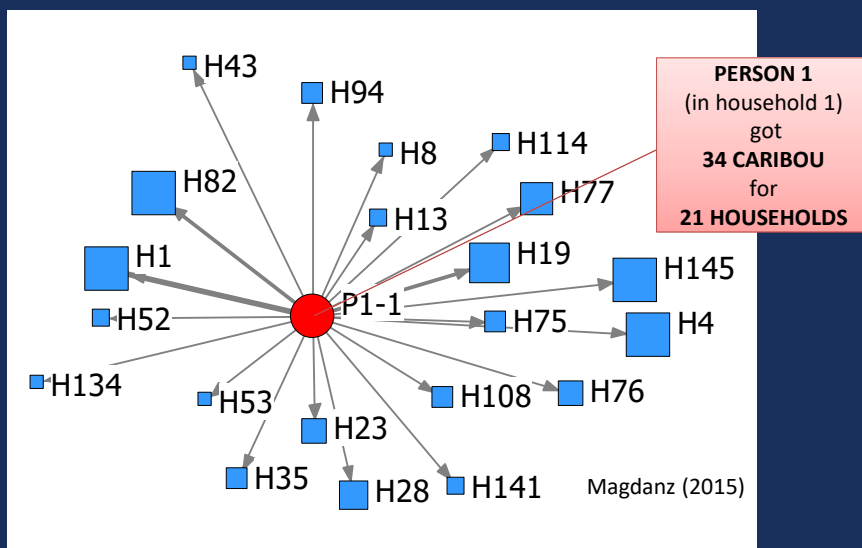 H43
H94
PERSON 1
(in household 1)
got
34 CARIBOU
for
21 HOUSEHOLDS
H8
H114
H82
H77
H13
H1
H19
H145
P1-1
H52
H75
H4
H134
H53
H108
H76
H23
H35
H28
H141
Magdanz (2015)